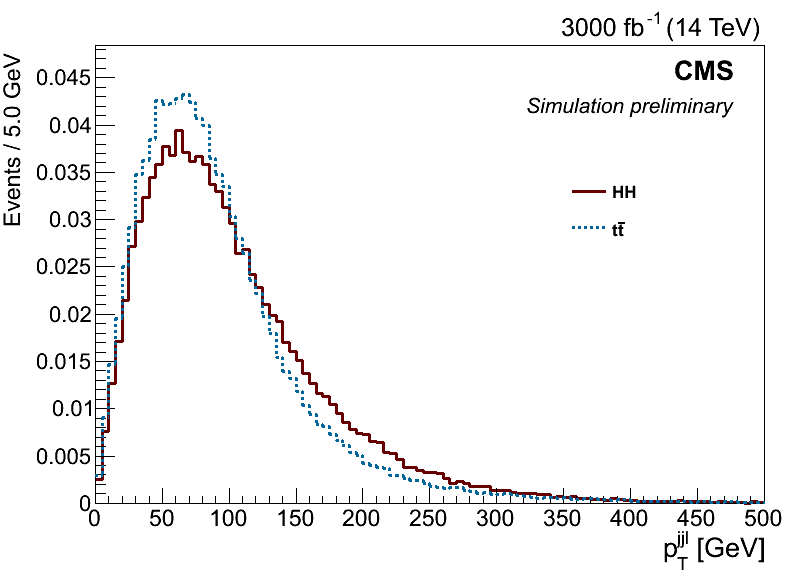 3000 fb⁻¹ (14 TeV)
CMS
Simulation preliminary
Events / 5.0 GeV
0.045
0.04
0.035
0.03
0.025
0.02
0.015
0.01
0.005
0
HH
tt̄
0 50 100 150 200 250 300 350 400 450 500
p_T^jjl [GeV]